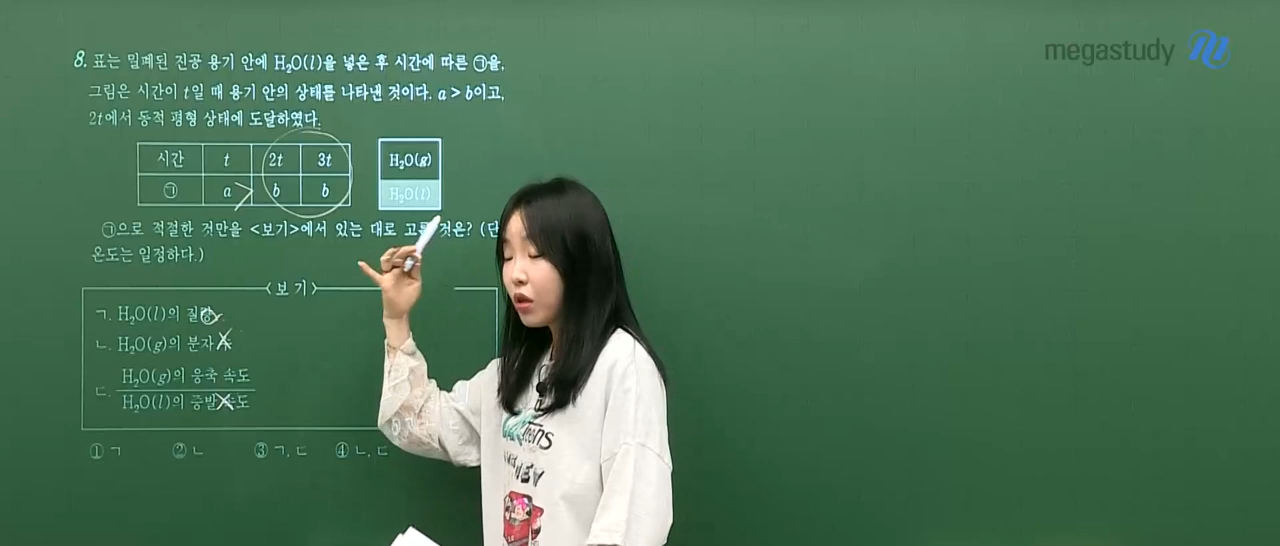 megastudy
8. 표는 밀폐된 진공 용기 안에 H₂O(l)을 넣은 후 시간에 따른 ㉠을,
그림은 시간이 t일 때 용기 안의 상태를 나타낸 것이다. a > b이고,
2t에서 동적 평형 상태에 도달하였다.
시간 t 2t 3t
㉠ a > b b
H₂O(g)
H₂O(l)
㉠으로 적절한 것만을 <보기>에서 있는 대로 고른 것은? (단
온도는 일정하다.)
<보기>
ㄱ. H₂O(l)의 질량
ㄴ. H₂O(g)의 분자
ㄷ. H₂O(g)의 응축 속도
H₂O(l)의 증발 속도
① ㄱ ② ㄴ ③ ㄱ, ㄷ ④ ㄴ, ㄷ